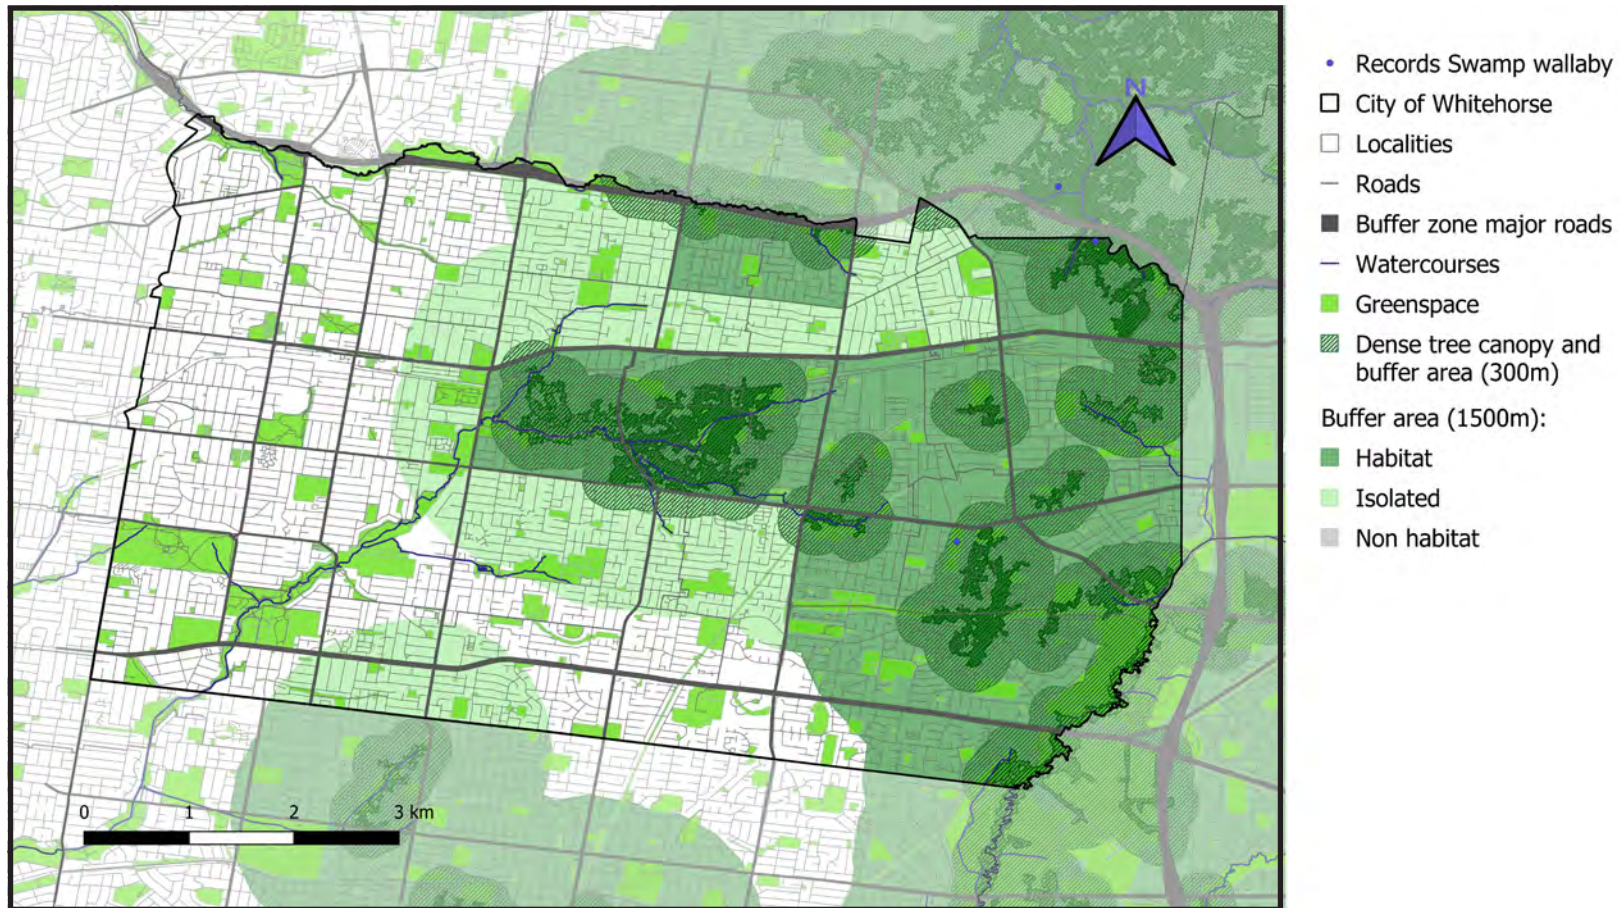 N
0 1 2 3 km
Records Swamp wallaby
City of Whitehorse
Localities
Roads
Buffer zone major roads
Watercourses
Greenspace
Dense tree canopy and
buffer area (300m)
Buffer area (1500m):
Habitat
Isolated
Non habitat